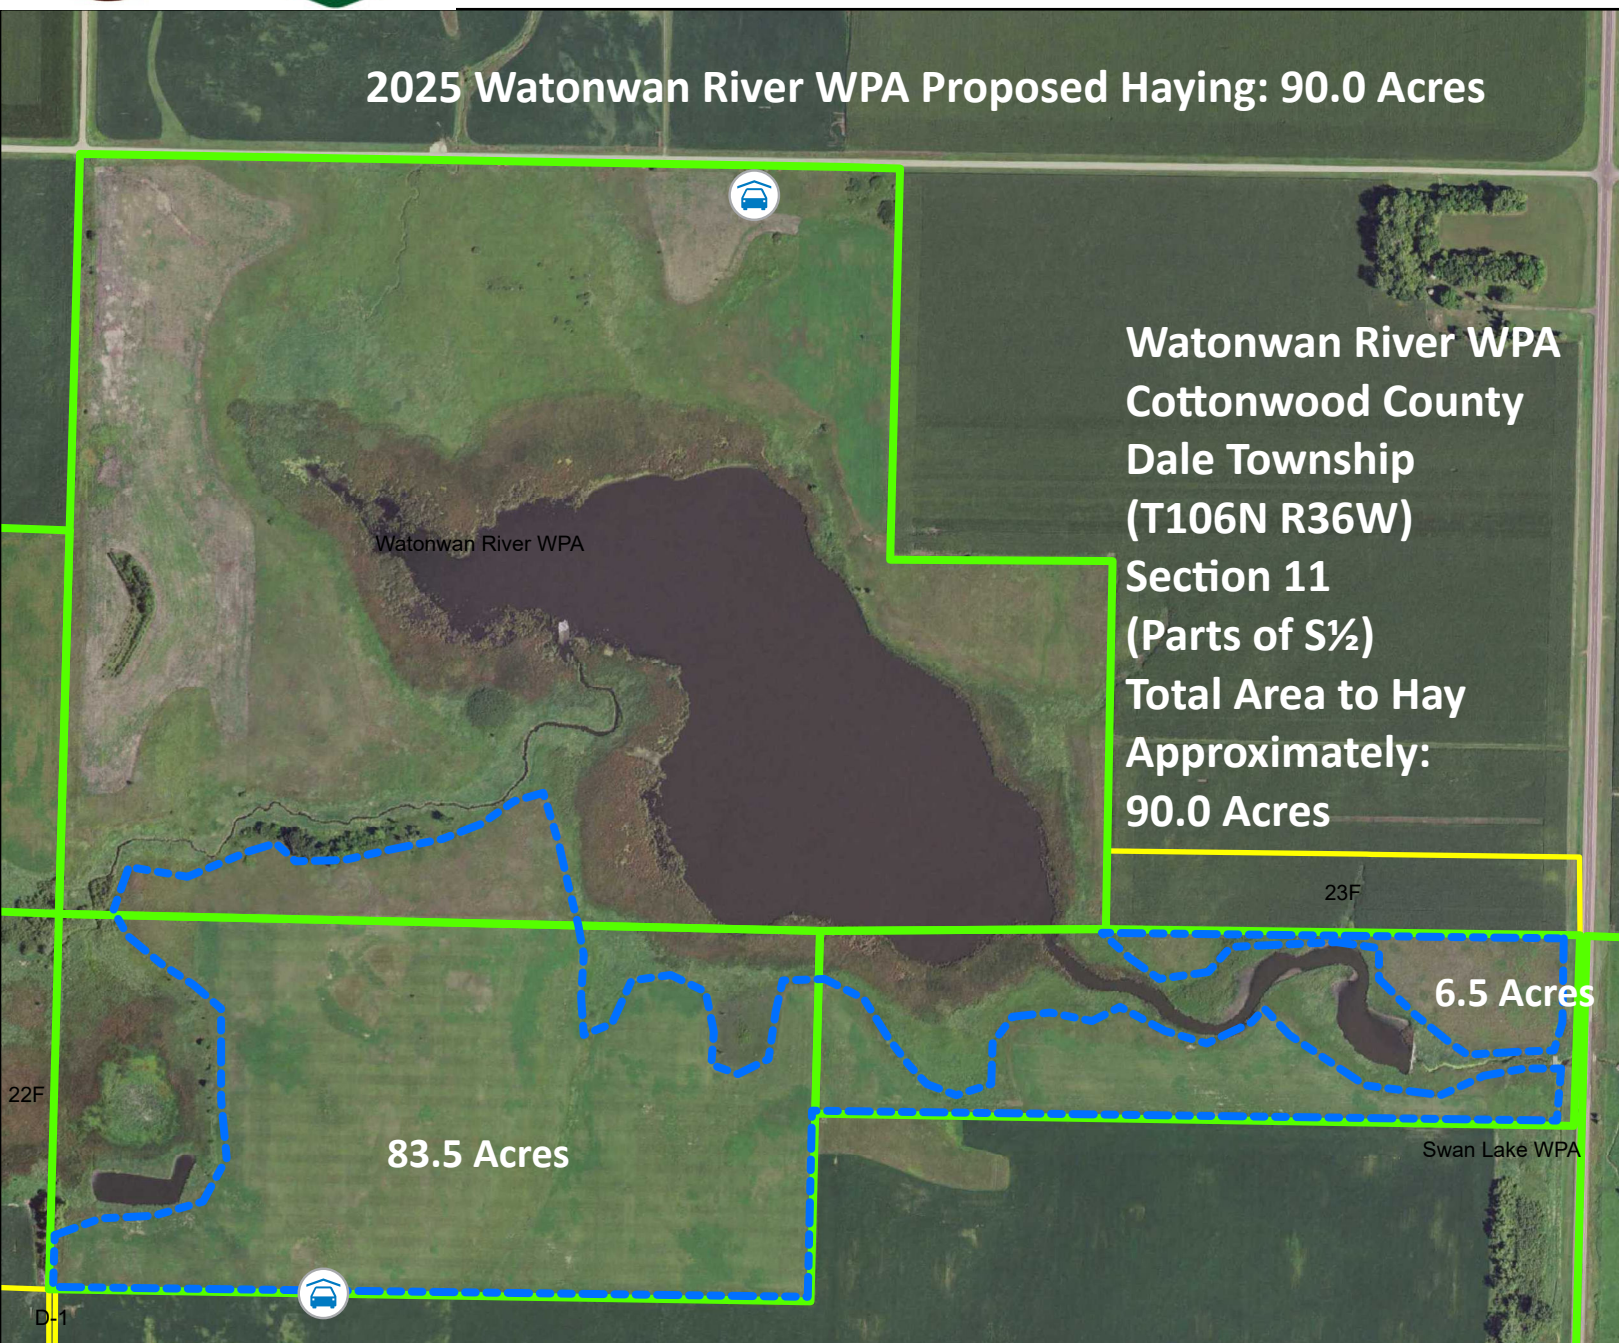 2025 Watonwan River WPA Proposed Haying: 90.0 Acres
Watonwan River WPA
Cottonwood County
Dale Township
(T106N R36W)
Section 11
(Parts of S½)
Total Area to Hay
Approximately:
90.0 Acres
Watonwan River WPA
23F
6.5 Acres
22F
83.5 Acres
Swan Lake WPA
D-1